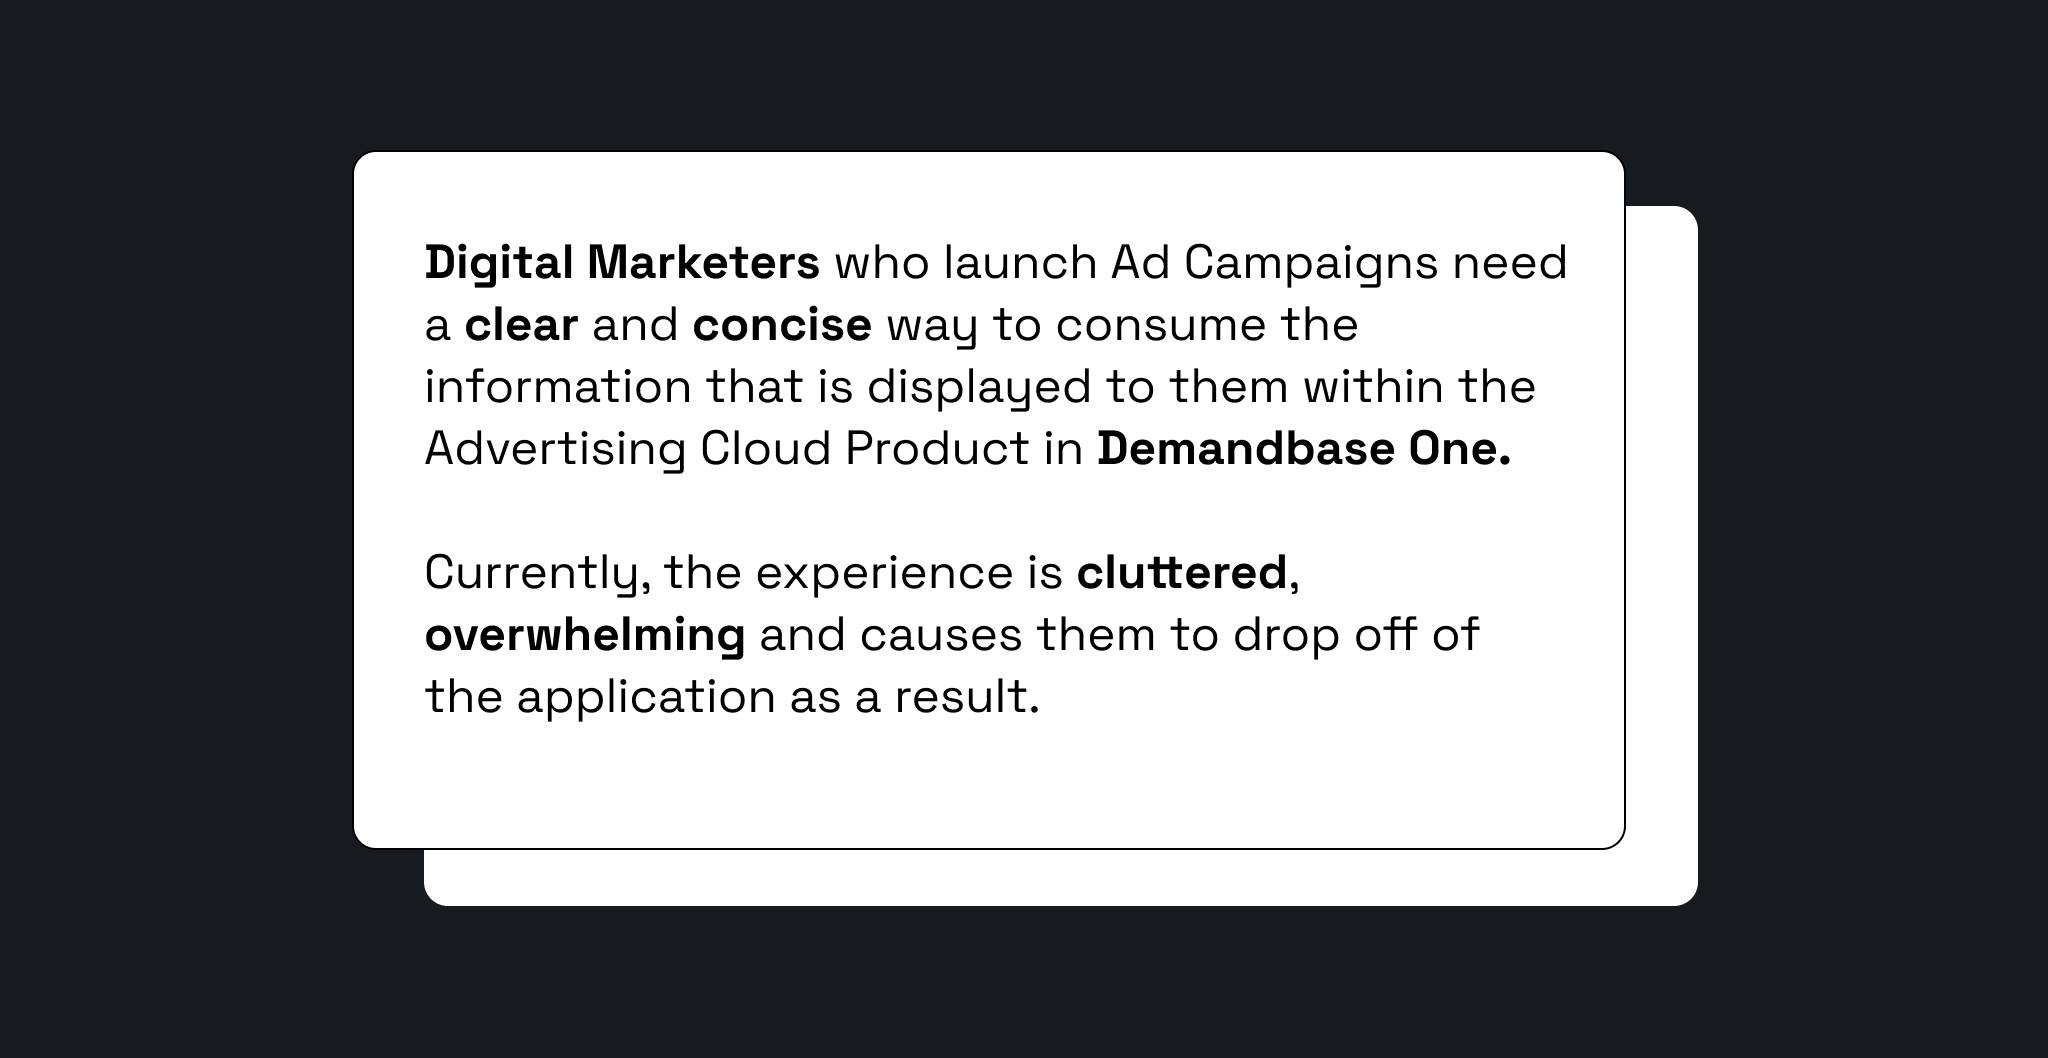 Digital Marketers who launch Ad Campaigns need
a clear and concise way to consume the
information that is displayed to them within the
Advertising Cloud Product in Demandbase One.
Currently, the experience is cluttered,
overwhelming and causes them to drop off of
the application as a result.